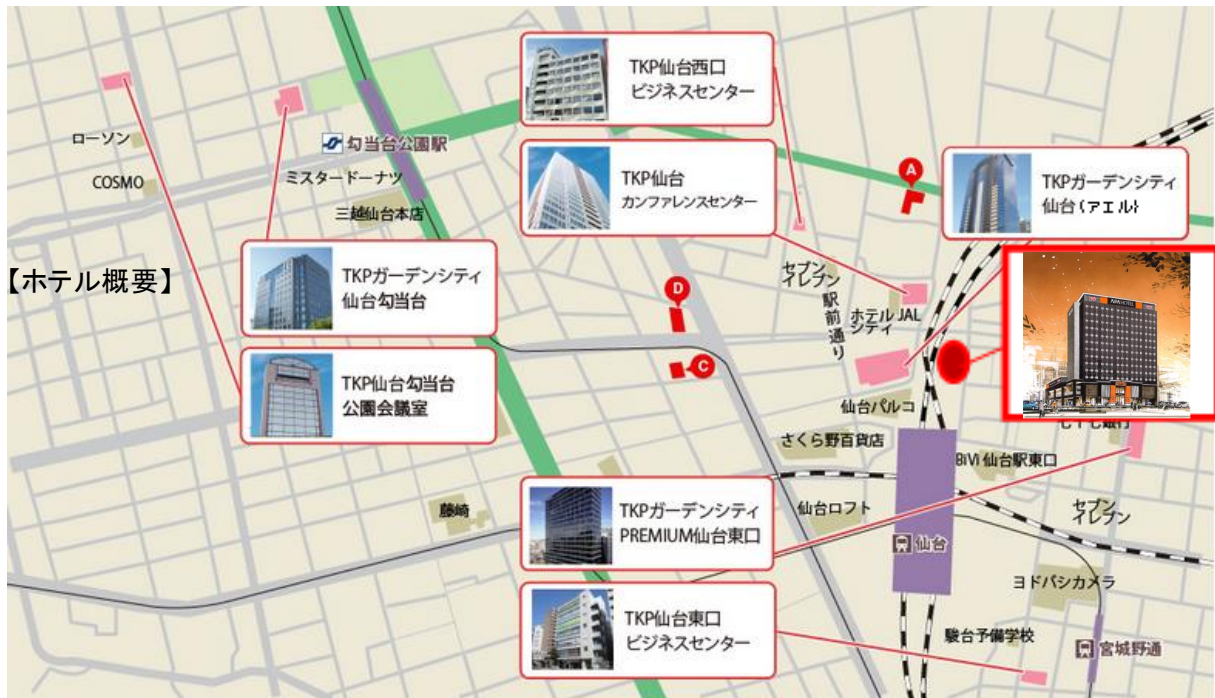 TKP仙台西口
ビジネスセンター
ローソン
勾当台公園駅
COSMO
ミスタードーナツ
三越仙台本店
TKP仙台
カンファレンスセンター
A
TKPガーデンシティ
仙台(アエル)
【ホテル概要】
TKPガーデンシティ
仙台勾当台
D
セブン
イレブン
駅前通り
ホテル JAL
シティ
APA HOTEL
C
TKP仙台勾当台
公園会議室
仙台パルコ
七十七銀行
さくら野百貨店
BiVi 仙台駅東口
藤崎
TKPガーデンシティ
PREMIUM仙台東口
仙台ロフト
セブン
イレブン
仙台
ヨドバシカメラ
TKP仙台東口
ビジネスセンター
駿台予備学校
宮城野通